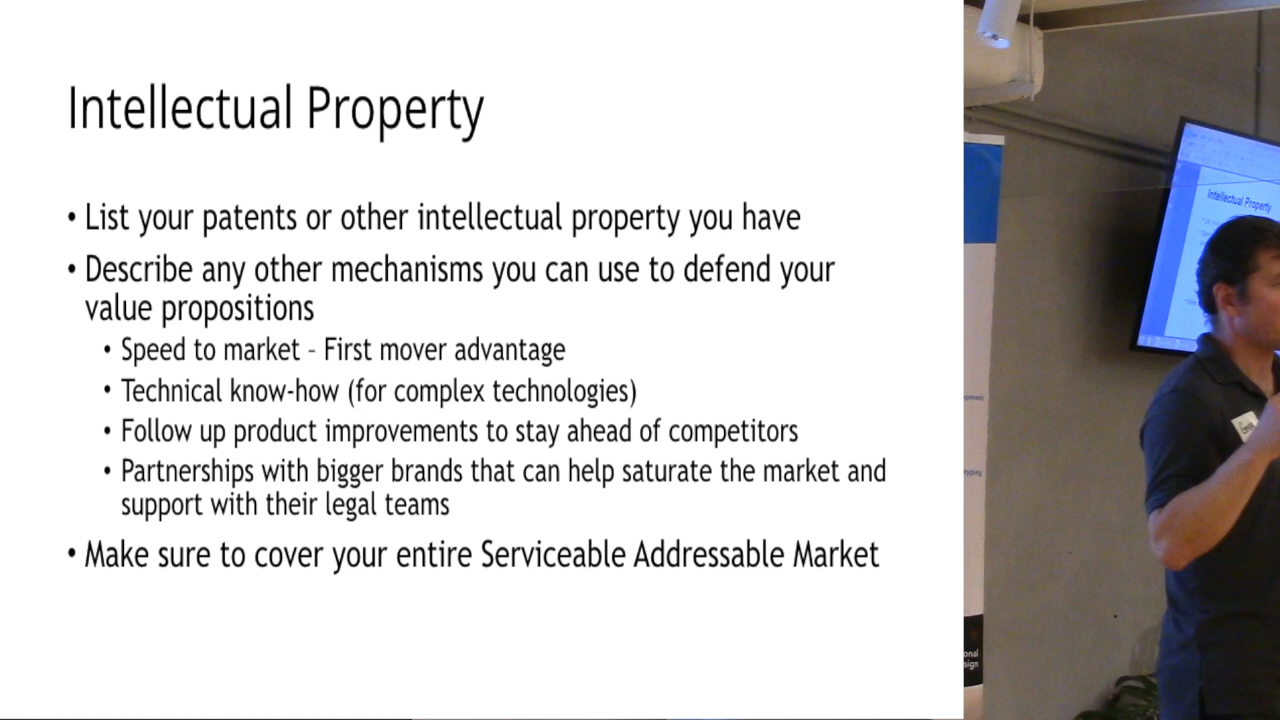 Intellectual Property
• List your patents or other intellectual property you have
• Describe any other mechanisms you can use to defend your
value propositions
• Speed to market – First mover advantage
• Technical know-how (for complex technologies)
• Follow up product improvements to stay ahead of competitors
• Partnerships with bigger brands that can help saturate the market and
support with their legal teams
• Make sure to cover your entire Serviceable Addressable Market
Intellectual Property